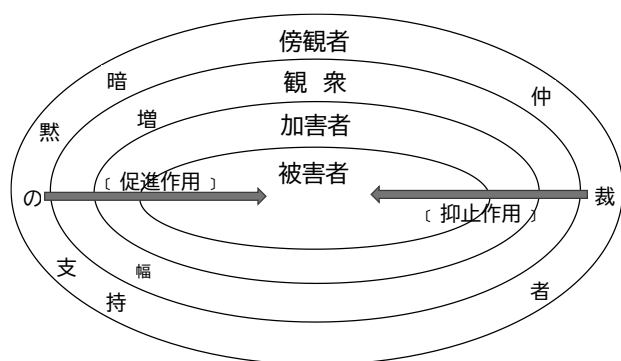 傍観者
観 衆
加害者
被害者
暗黙の支持
増幅
仲裁者
〔 促進作用 〕
〔 抑止作用 〕